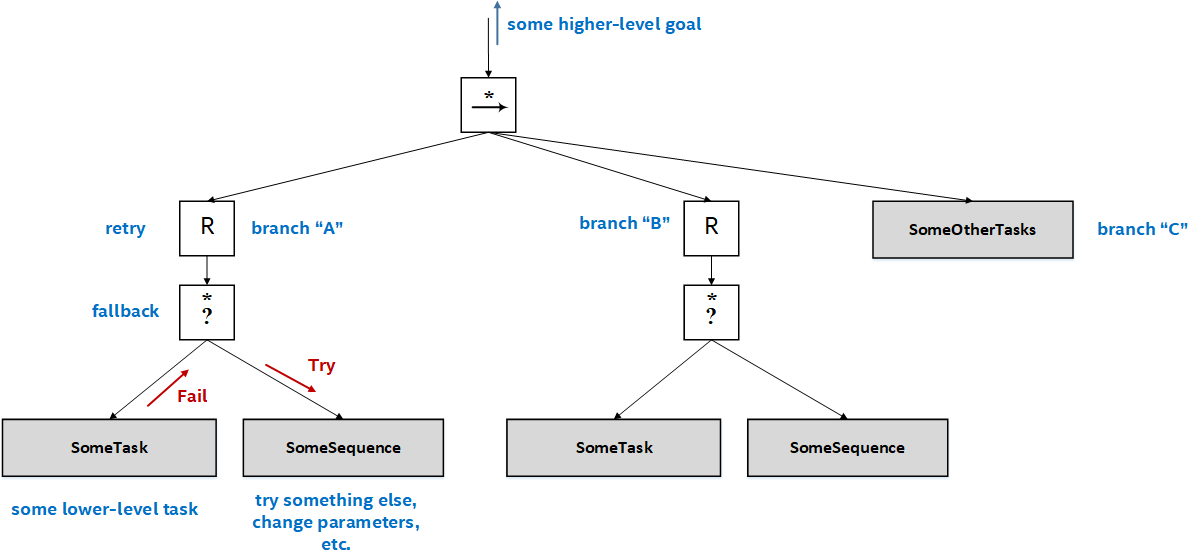 some higher-level goal
*
retry
R
branch “A”
branch “B”
R
SomeOtherTasks
branch “C”
fallback
*
?
*
?
Try
Fail
SomeTask
SomeSequence
SomeTask
SomeSequence
some lower-level task
try something else,
change parameters,
etc.